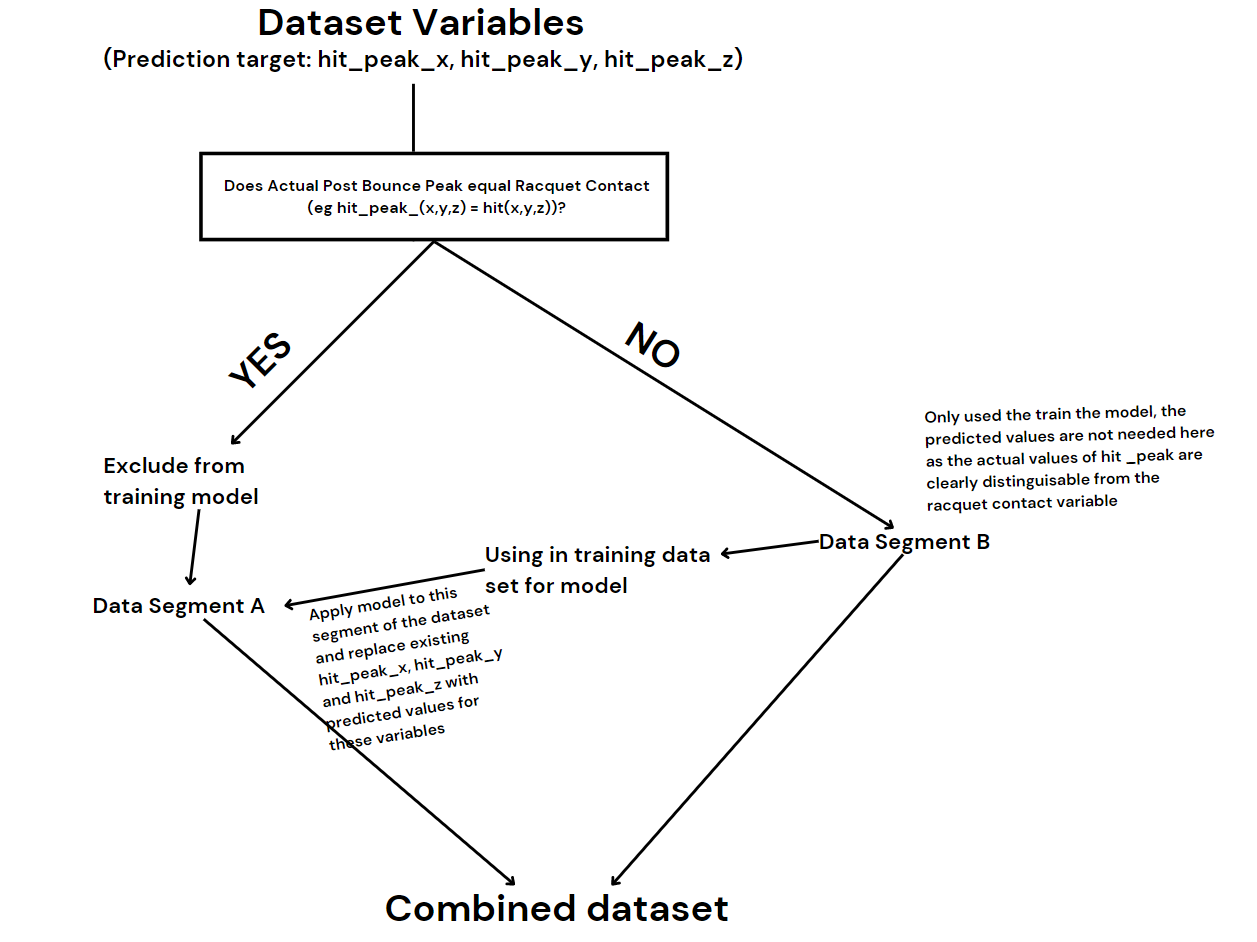 Dataset Variables
(Prediction target: hit_peak_x, hit_peak_y, hit_peak_z)
Does Actual Post Bounce Peak equal Racquet Contact
(eg hit_peak_(x,y,z) = hit(x,y,z))?
YES
NO
Only used the train the model, the
predicted values are not needed here
as the actual values of hit _peak are
clearly distinguisable from the
racquet contact variable
Exclude from
training model
Data Segment B
Using in training data
set for model
Data Segment A
Apply model to this
segment of the dataset
and replace existing
hit_peak_x, hit_peak_y
and hit_peak_z with
predicted values for
these variables
Combined dataset